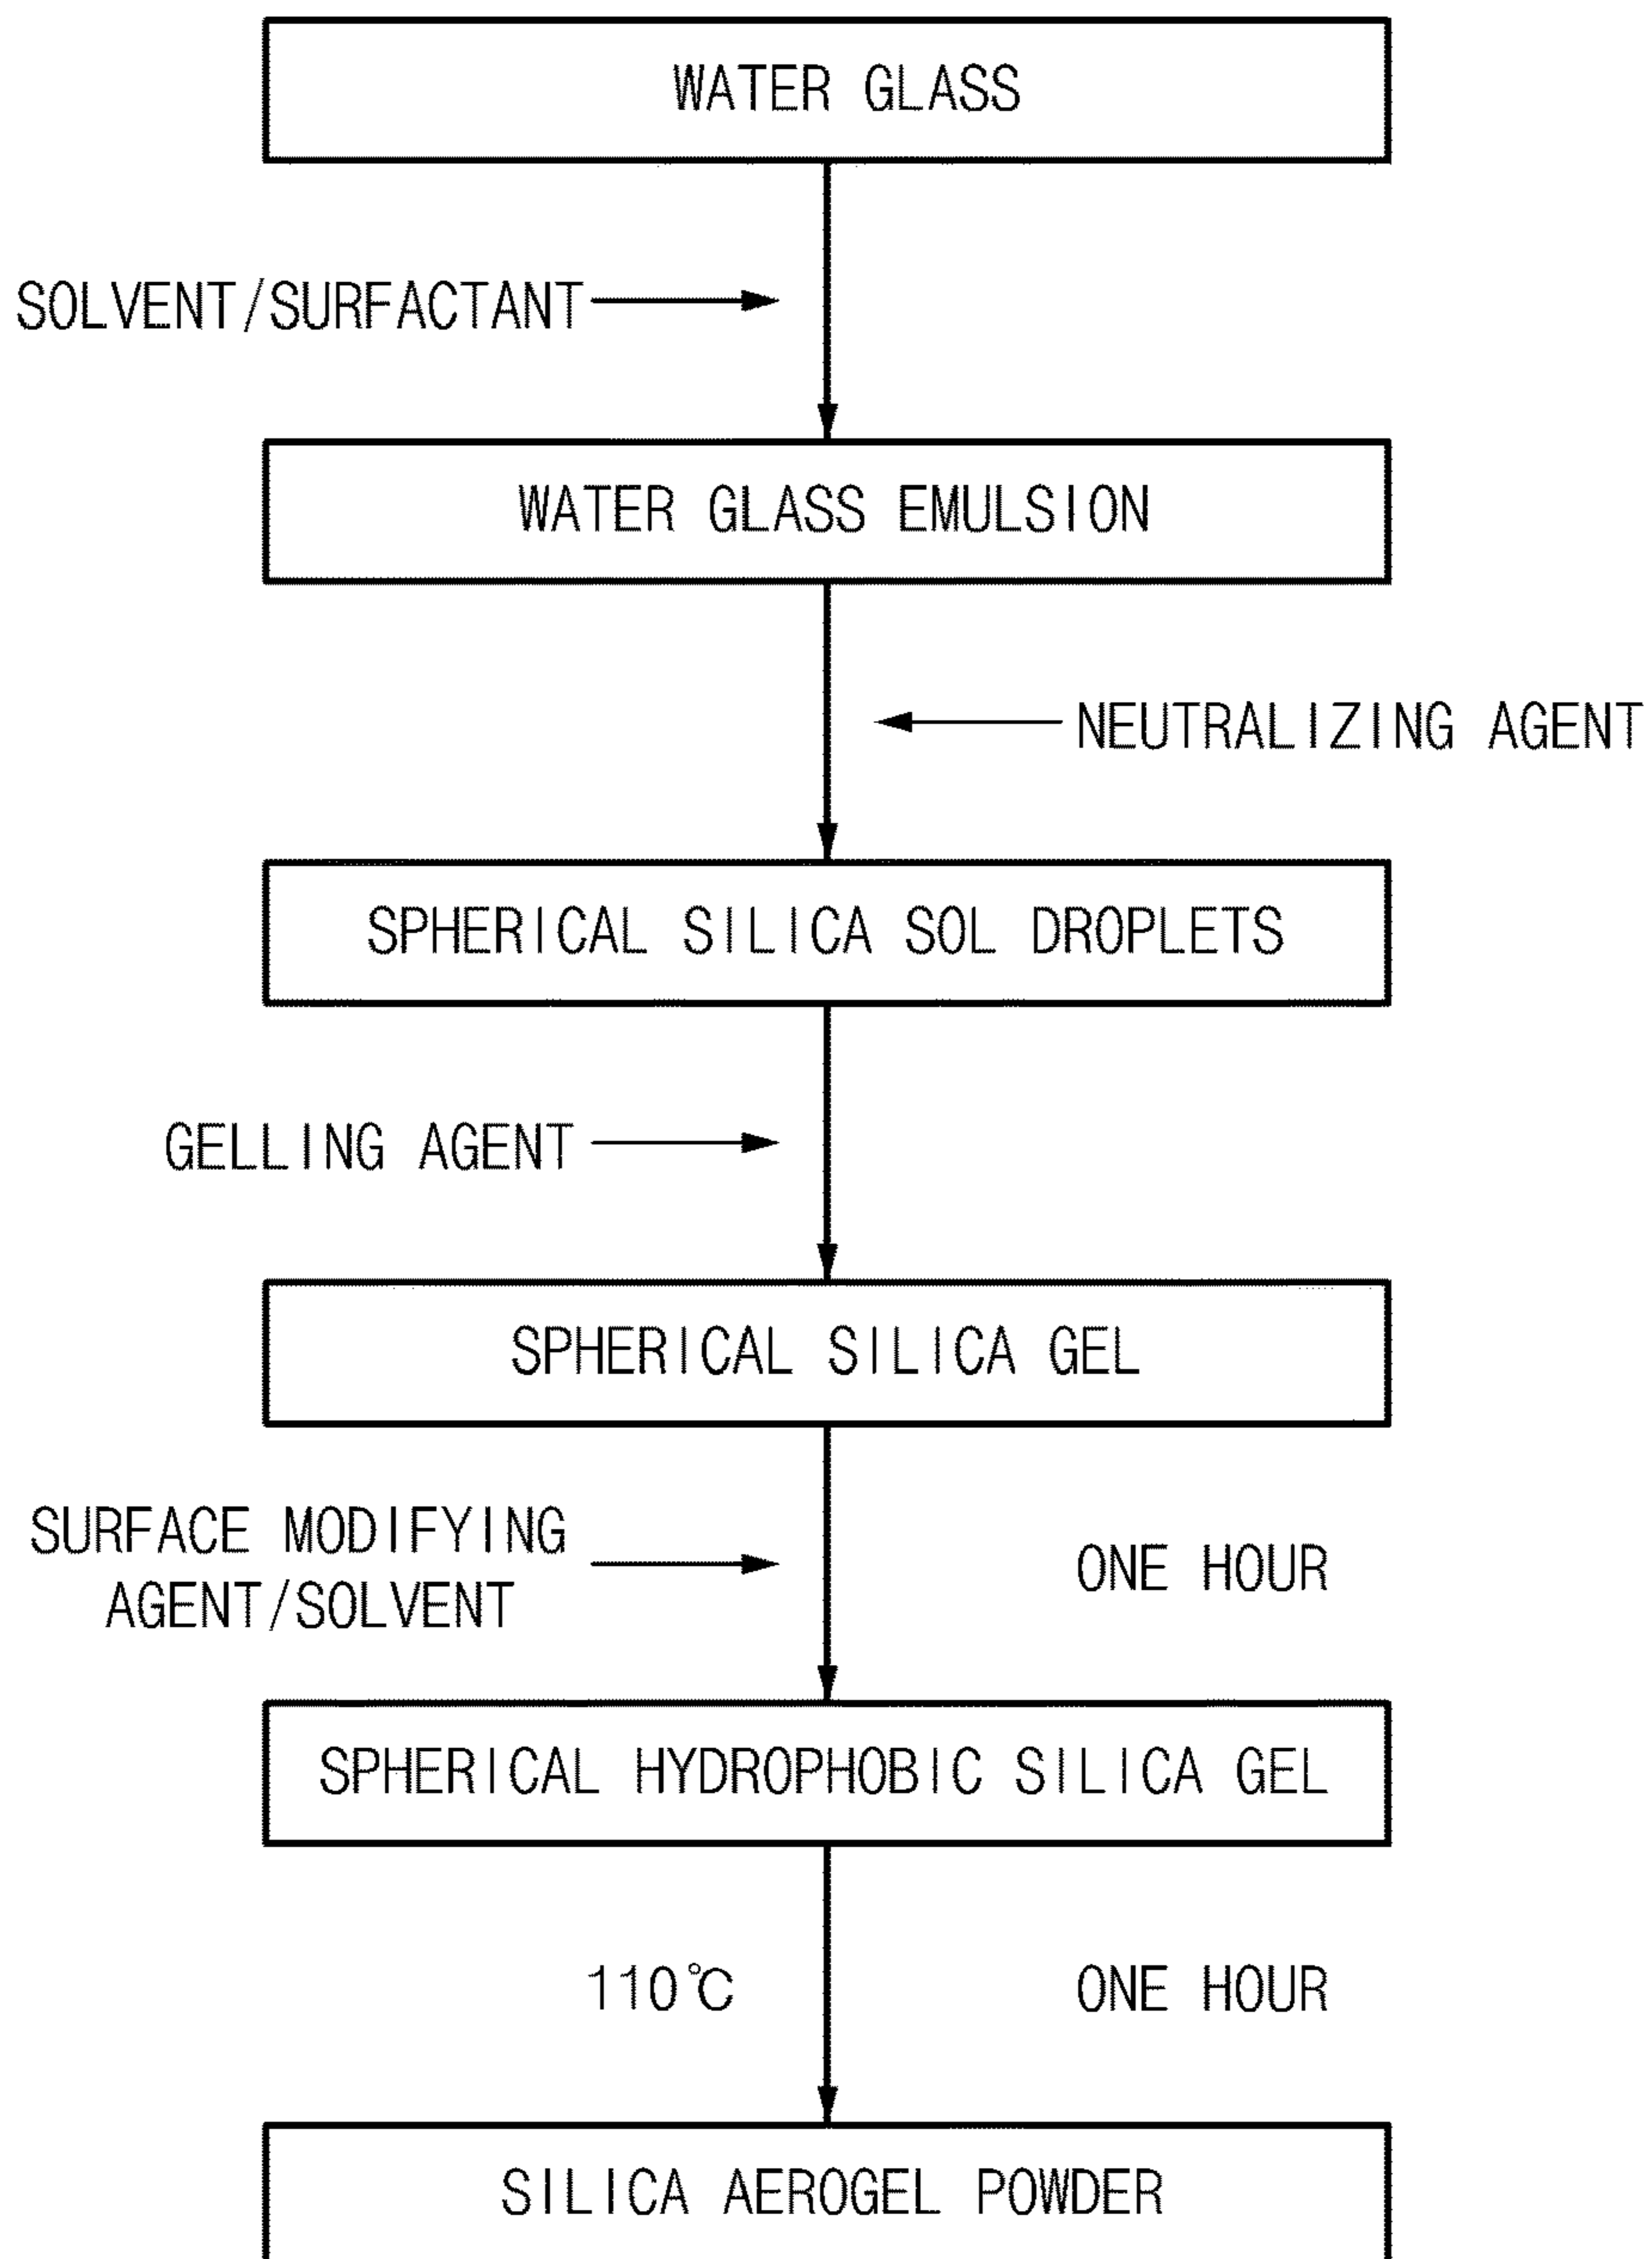 WATER GLASS
SOLVENT/SURFACTANT
WATER GLASS EMULSION
NEUTRALIZING AGENT
SPHERICAL SILICA SOL DROPLETS
GELLING AGENT
SPHERICAL SILICA GEL
SURFACE MODIFYING
AGENT/SOLVENT
ONE HOUR
SPHERICAL HYDROPHOBIC SILICA GEL
110℃
ONE HOUR
SILICA AEROGEL POWDER